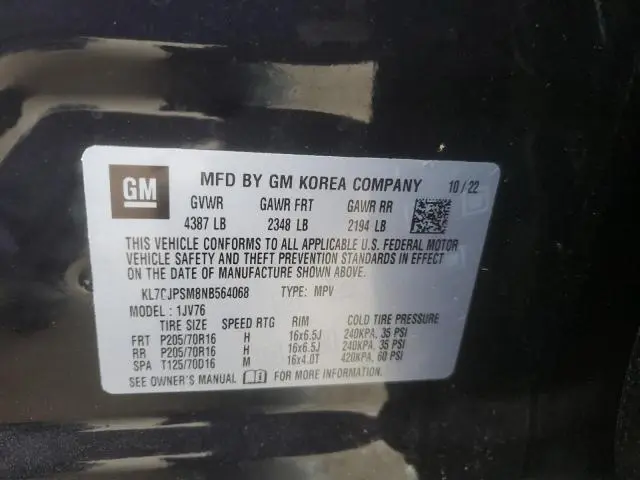 GM MFD BY GM KOREA COMPANY 10/22
GVWR GAWR FRT GAWR RR
4387 LB 2348 LB 2194 LB
THIS VEHICLE CONFORMS TO ALL APPLICABLE U.S. FEDERAL MOTOR
VEHICLE SAFETY AND THEFT PREVENTION STANDARDS IN EFFECT
ON THE DATE OF MANUFACTURE SHOWN ABOVE.
KL7CJPSM8NB564068 TYPE: MPV
MODEL: 1JV76
TIRE SIZE SPEED RTG RIM COLD TIRE PRESSURE
FRT P205/70R16 H 16x6.5J 240KPA, 35 PSI
RR P205/70R16 H 16x6.5J 240KPA, 35 PSI
SPA T125/70D16 M 16x4.0T 420KPA, 60 PSI
SEE OWNER'S MANUAL i FOR MORE INFORMATION.